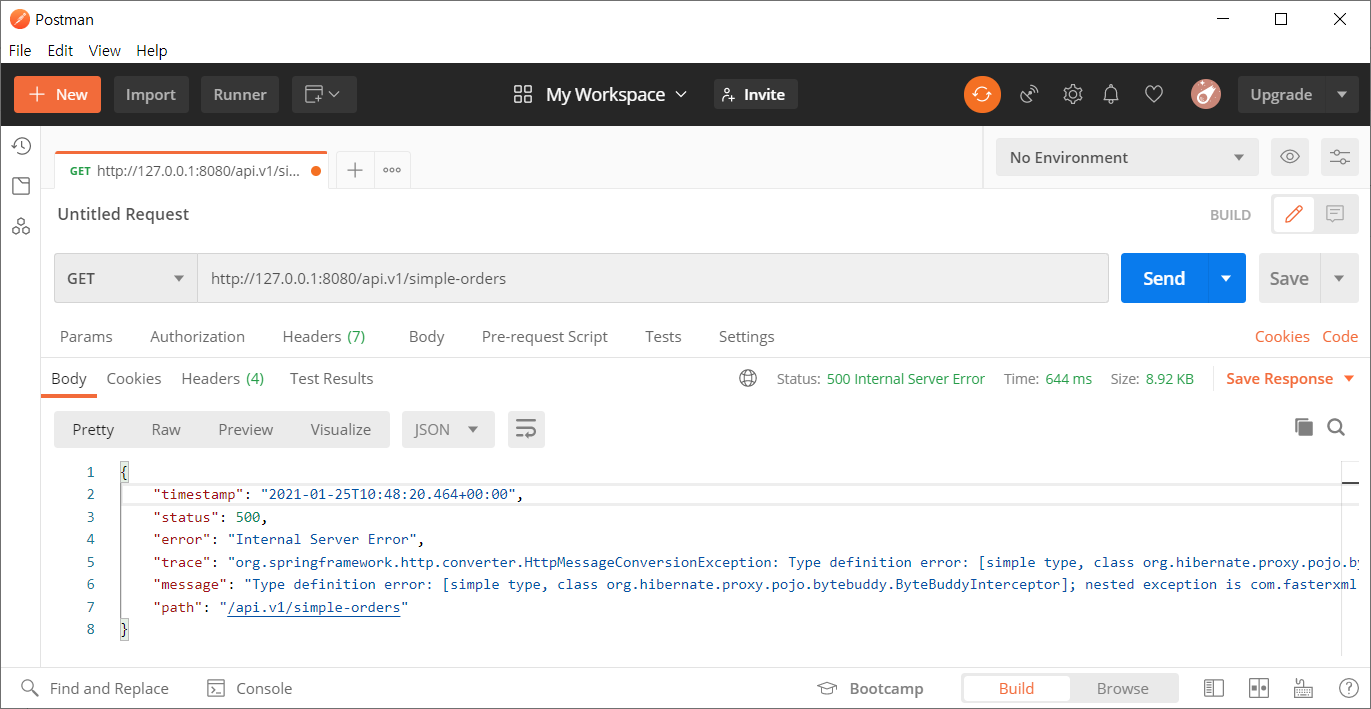 Postman
File Edit View Help
New Import Runner My Workspace Invite Upgrade
GET http://127.0.0.1:8080/api.v1/si... No Environment
Untitled Request BUILD
GET http://127.0.0.1:8080/api.v1/simple-orders Send Save
Params Authorization Headers (7) Body Pre-request Script Tests Settings Cookies Code
Body Cookies Headers (4) Test Results Status: 500 Internal Server Error Time: 644 ms Size: 8.92 KB Save Response
Pretty Raw Preview Visualize JSON
1 {
2 "timestamp": "2021-01-25T10:48:20.464+00:00",
3 "status": 500,
4 "error": "Internal Server Error",
5 "trace": "org.springframework.http.converter.HttpMessageConversionException: Type definition error: [simple type, class org.hibernate.proxy.pojo.by
6 "message": "Type definition error: [simple type, class org.hibernate.proxy.pojo.bytebuddy.ByteBuddyInterceptor]; nested exception is com.fasterxml
7 "path": "/api.v1/simple-orders"
8 }
Find and Replace Console Bootcamp Build Browse